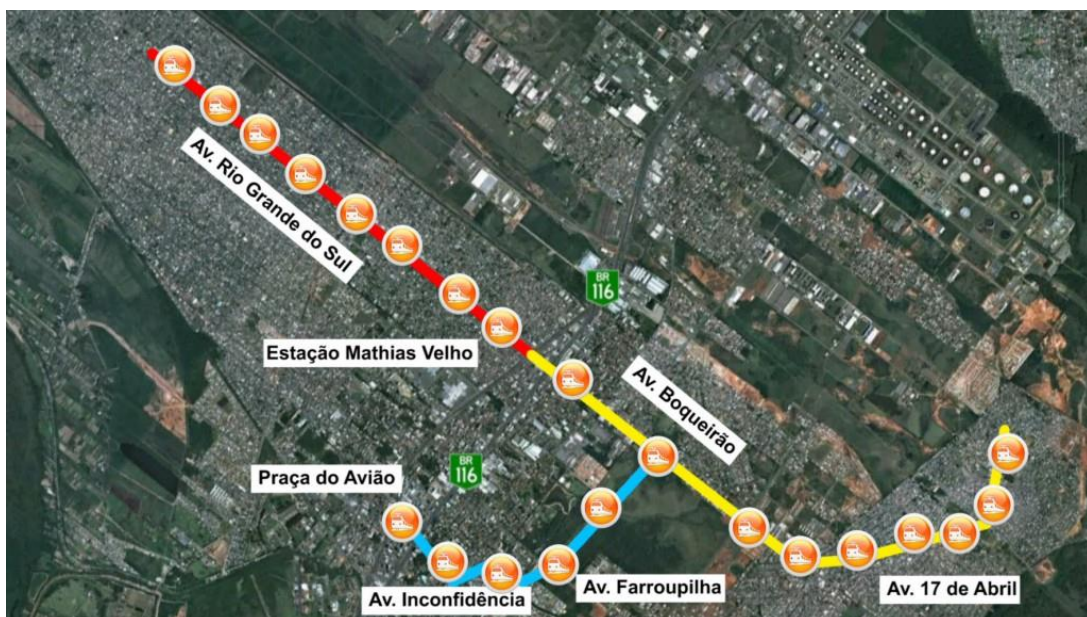 Av. Rio Grande do Sul
BR
116
Estação Mathias Velho
Av. Boqueirão
BR
116
Praça do Avião
Av. Inconfidência
Av. Farroupilha
Av. 17 de Abril